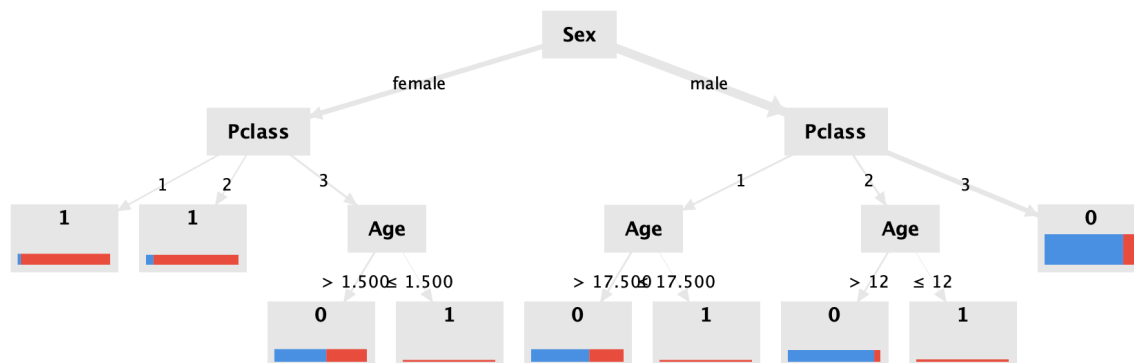 Sex
female male
Pclass Pclass
1 2 3 1 2 3
1 1 Age Age Age 0
> 1.500 ≤ 1.500 > 17.500 ≤ 17.500 > 12 ≤ 12
0 1 0 1 0 1